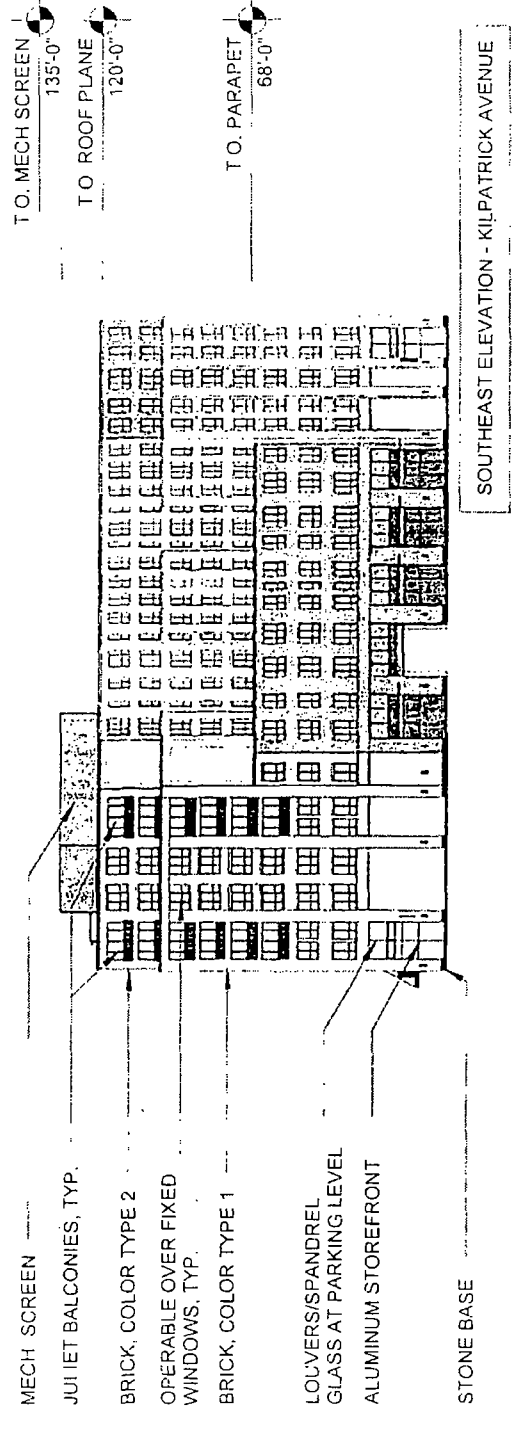 MECH SCREEN
JULIET BALCONIES, TYP.
BRICK, COLOR TYPE 2
OPERABLE OVER FIXED
WINDOWS, TYP.
BRICK, COLOR TYPE 1
LOUVERS/SPANDREL
GLASS AT PARKING LEVEL
ALUMINUM STOREFRONT
STONE BASE
T O. MECH SCREEN
135'-0"
T O ROOF PLANE
120'-0"
T O. PARAPET
68'-0"
SOUTHEAST ELEVATION - KILPATRICK AVENUE